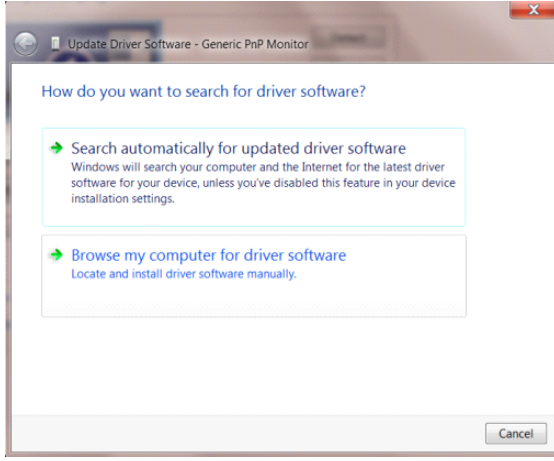 Update Driver Software - Generic PnP Monitor
How do you want to search for driver software?
Search automatically for updated driver software
Windows will search your computer and the Internet for the latest driver
software for your device, unless you've disabled this feature in your device
installation settings.
Browse my computer for driver software
Locate and install driver software manually.
Cancel